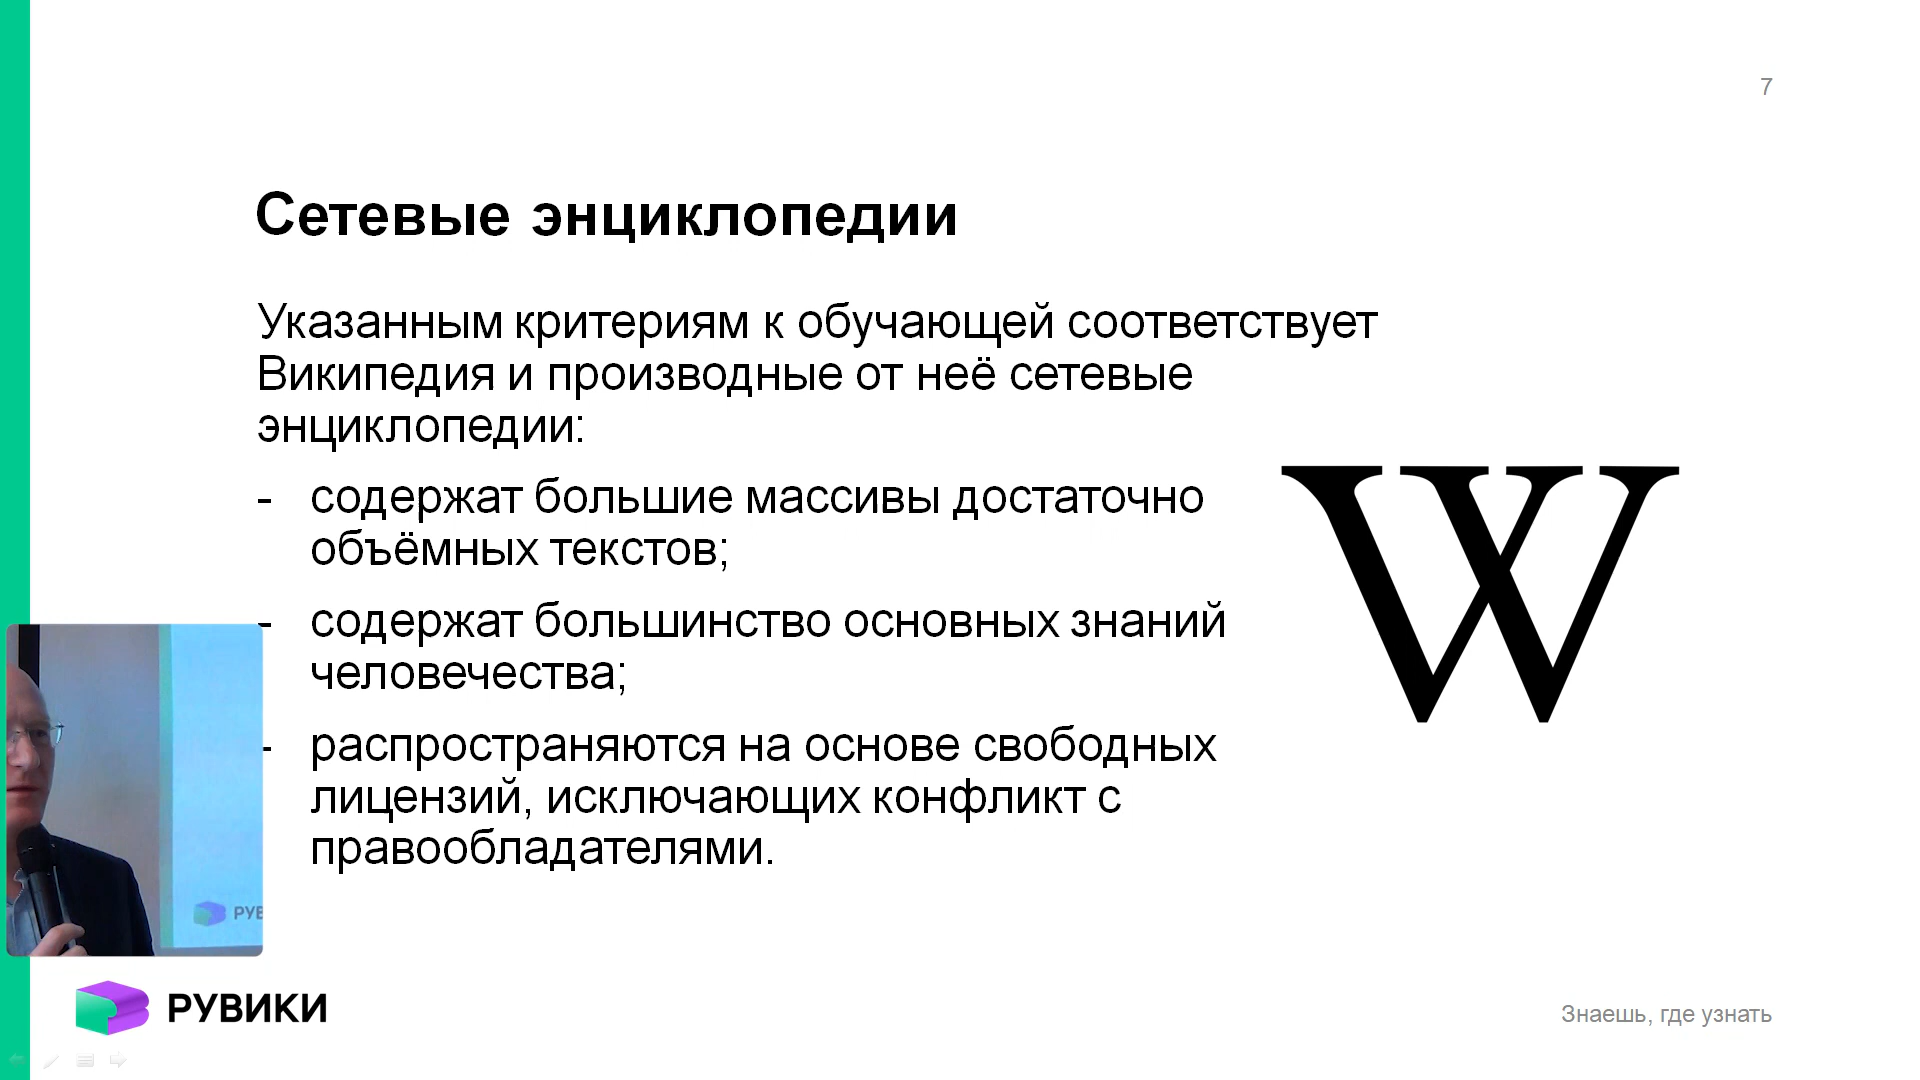 7
Сетевые энциклопедии
Указанным критериям к обучающей соответствует
Википедия и производные от неё сетевые
энциклопедии:
- содержат большие массивы достаточно
объёмных текстов;
- содержат большинство основных знаний
человечества;
- распространяются на основе свободных
лицензий, исключающих конфликт с
правообладателями.
W
РУВ
РУВИКИ
Знаешь, где узнать